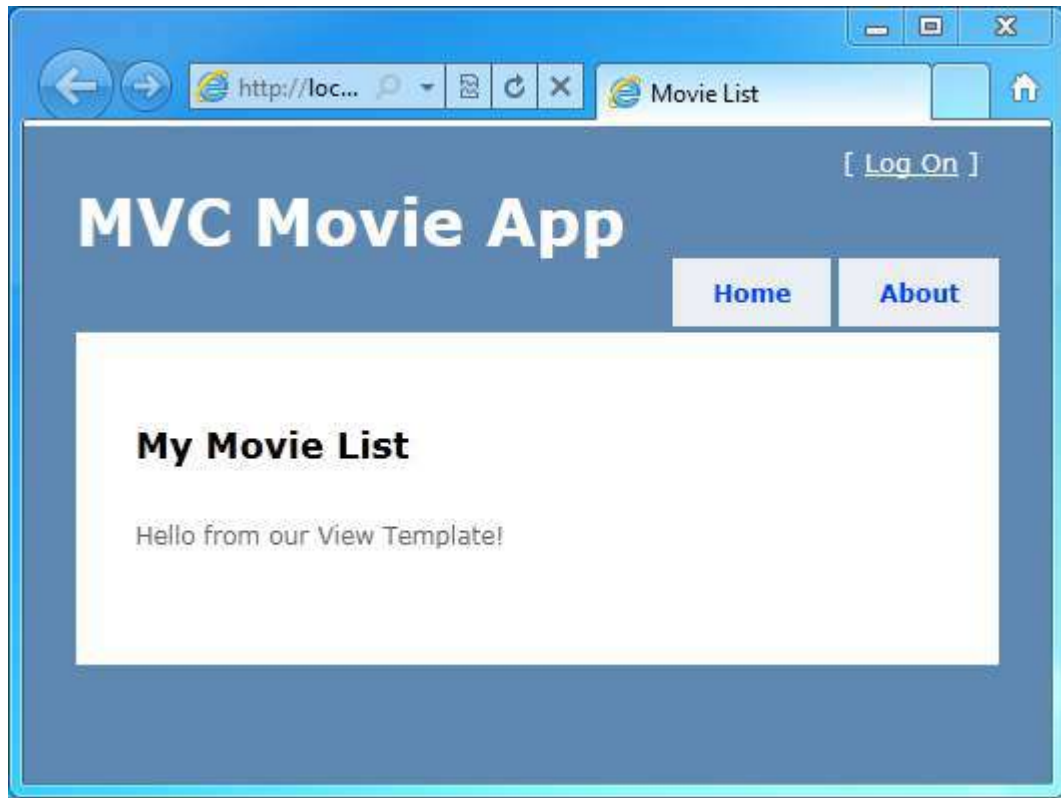 http://loc...
Movie List
[ Log On ]
MVC Movie App
Home
About
My Movie List
Hello from our View Template!